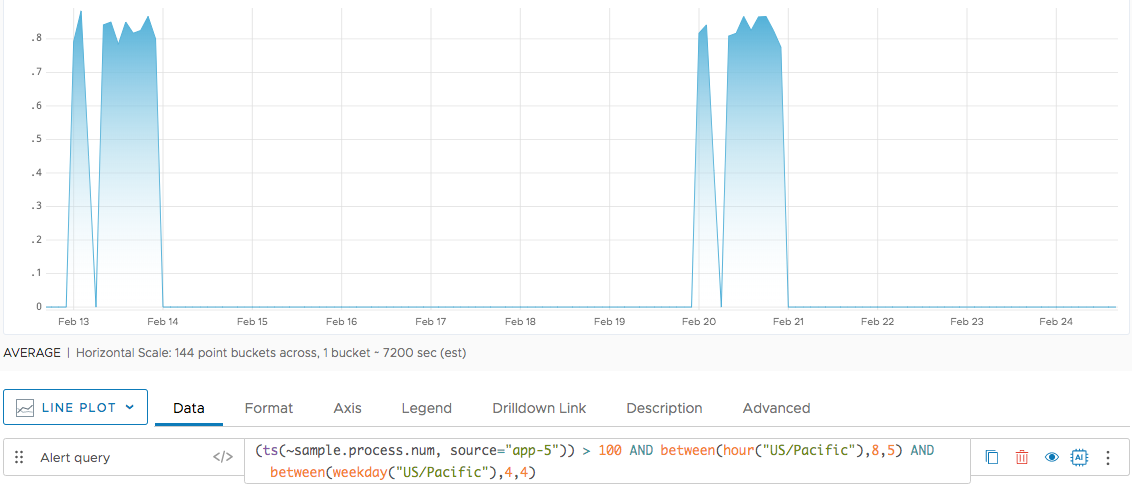 .8
.7
.6
.5
.4
.3
.2
.1
0
Feb 13 Feb 14 Feb 15 Feb 16 Feb 17 Feb 18 Feb 19 Feb 20 Feb 21 Feb 22 Feb 23 Feb 24
AVERAGE | Horizontal Scale: 144 point buckets across, 1 bucket ~ 7200 sec (est)
LINE PLOT Data Format Axis Legend Drilldown Link Description Advanced
Alert query </> (ts(~sample.process.num, source="app-5")) > 100 AND between(hour("US/Pacific"),8,5) AND
between(weekday("US/Pacific"),4,4)
AI